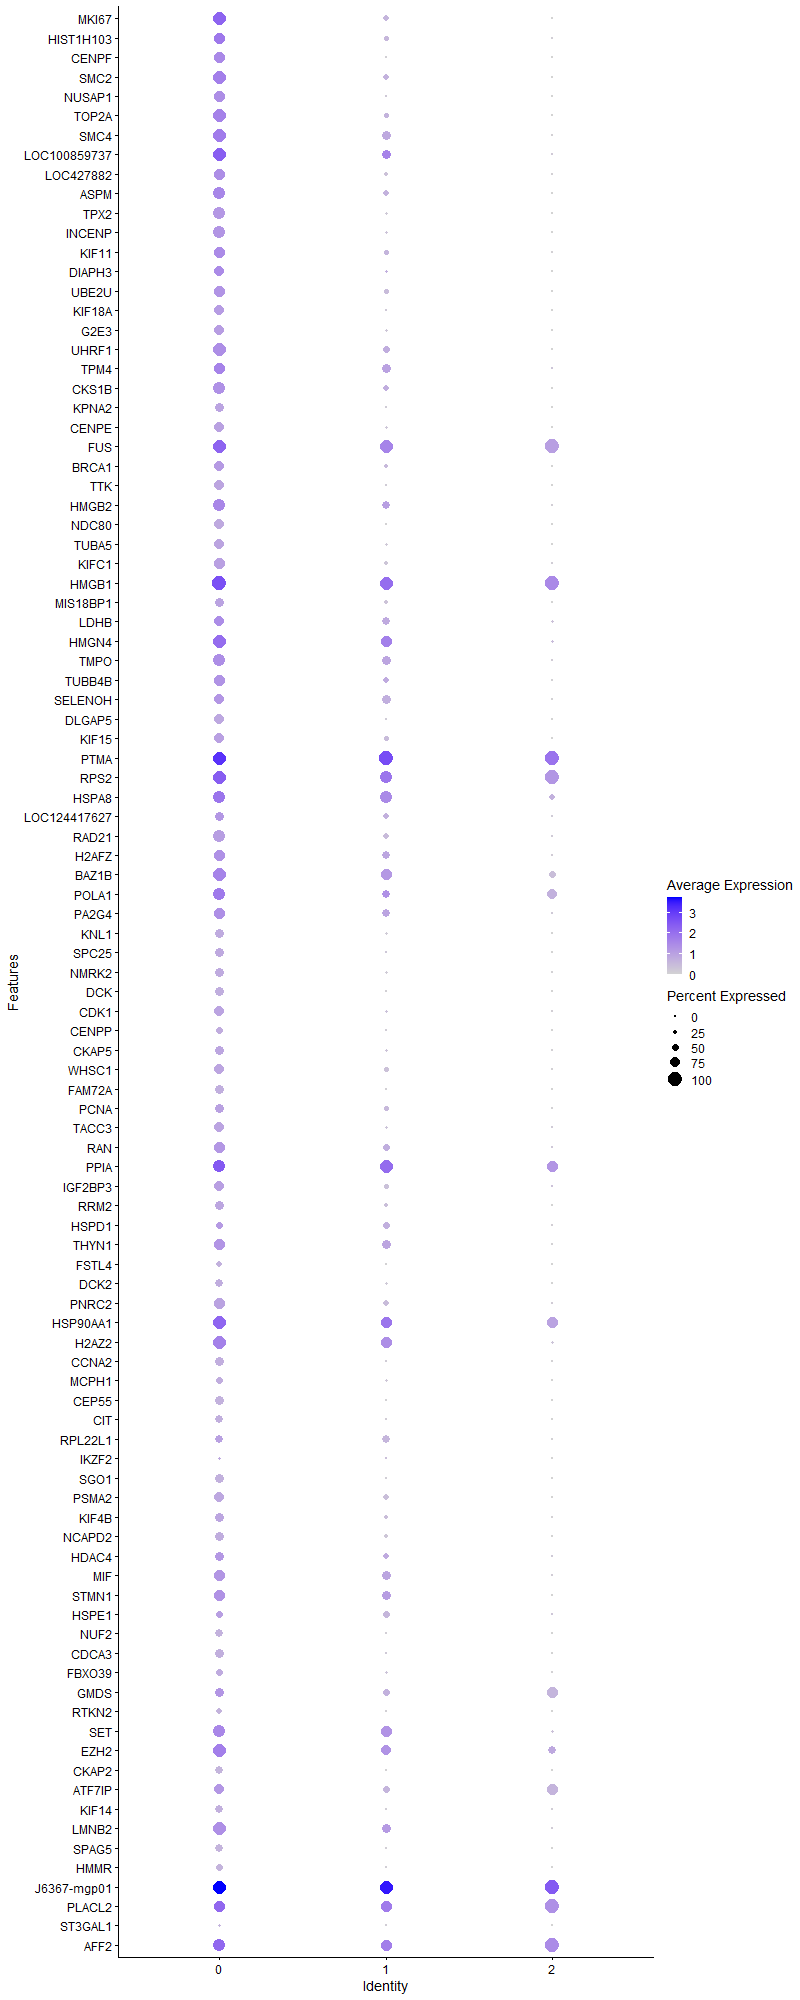 MKI67
HIST1H103
CENPF
SMC2
NUSAP1
TOP2A
SMC4
LOC100859737
LOC427882
ASPM
TPX2
INCENP
KIF11
DIAPH3
UBE2U
KIF18A
G2E3
UHRF1
TPM4
CKS1B
KPNA2
CENPE
FUS
BRCA1
TTK
HMGB2
NDC80
TUBA5
KIFC1
HMGB1
MIS18BP1
LDHB
HMGN4
TMPO
TUBB4B
SELENOH
DLGAP5
KIF15
PTMA
RPS2
HSPA8
LOC124417627
RAD21
H2AFZ
BAZ1B
POLA1
PA2G4
KNL1
SPC25
NMRK2
DCK
CDK1
CENPP
CKAP5
WHSC1
FAM72A
PCNA
TACC3
RAN
PPIA
IGF2BP3
RRM2
HSPD1
THYN1
FSTL4
DCK2
PNRC2
HSP90AA1
H2AZ2
CCNA2
MCPH1
CEP55
CIT
RPL22L1
IKZF2
SGO1
PSMA2
KIF4B
NCAPD2
HDAC4
MIF
STMN1
HSPE1
NUF2
CDCA3
FBXO39
GMDS
RTKN2
SET
EZH2
CKAP2
ATF7IP
KIF14
LMNB2
SPAG5
HMMR
J6367-mgp01
PLACL2
ST3GAL1
AFF2
Features
0 1 2
Identity
Average Expression
3
2
1
0
Percent Expressed
0
25
50
75
100